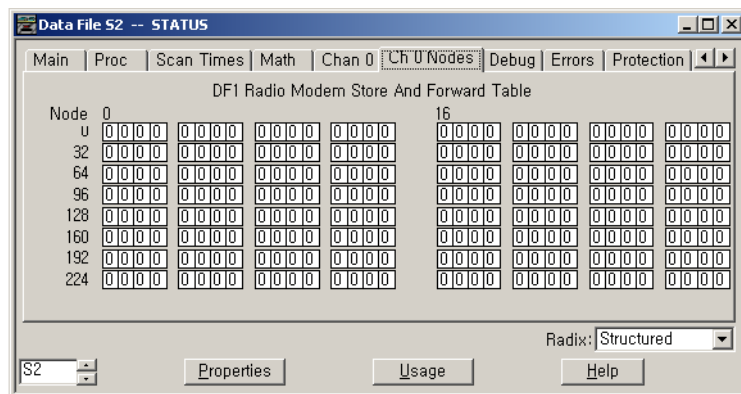 Data File S2 -- STATUS
Main Proc Scan Times Math Chan 0 Ch 0 Nodes Debug Errors Protection
DF1 Radio Modem Store And Forward Table
Node 0 16
0 0 0 0 0 0 0 0 0 0 0 0 0 0 0 0 0 0 0 0 0 0 0 0 0 0 0 0 0 0 0 0 0
32 0 0 0 0 0 0 0 0 0 0 0 0 0 0 0 0 0 0 0 0 0 0 0 0 0 0 0 0 0 0 0 0
64 0 0 0 0 0 0 0 0 0 0 0 0 0 0 0 0 0 0 0 0 0 0 0 0 0 0 0 0 0 0 0 0
96 0 0 0 0 0 0 0 0 0 0 0 0 0 0 0 0 0 0 0 0 0 0 0 0 0 0 0 0 0 0 0 0
128 0 0 0 0 0 0 0 0 0 0 0 0 0 0 0 0 0 0 0 0 0 0 0 0 0 0 0 0 0 0 0 0
160 0 0 0 0 0 0 0 0 0 0 0 0 0 0 0 0 0 0 0 0 0 0 0 0 0 0 0 0 0 0 0 0
192 0 0 0 0 0 0 0 0 0 0 0 0 0 0 0 0 0 0 0 0 0 0 0 0 0 0 0 0 0 0 0 0
224 0 0 0 0 0 0 0 0 0 0 0 0 0 0 0 0 0 0 0 0 0 0 0 0 0 0 0 0 0 0 0 0
Radix: Structured
S2 Properties Usage Help